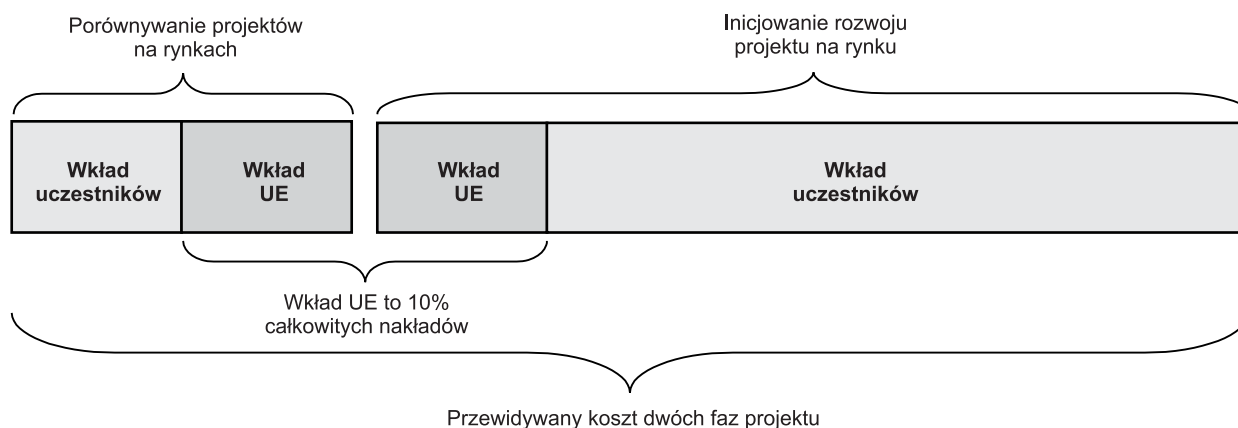 Porównywanie projektów
na rynkach
Inicjowanie rozwoju
projektu na rynku
Wkład
uczestników
Wkład
UE
Wkład
UE
Wkład
uczestników
Wkład UE to 10%
całkowitych nakładów
Przewidywany koszt dwóch faz projektu